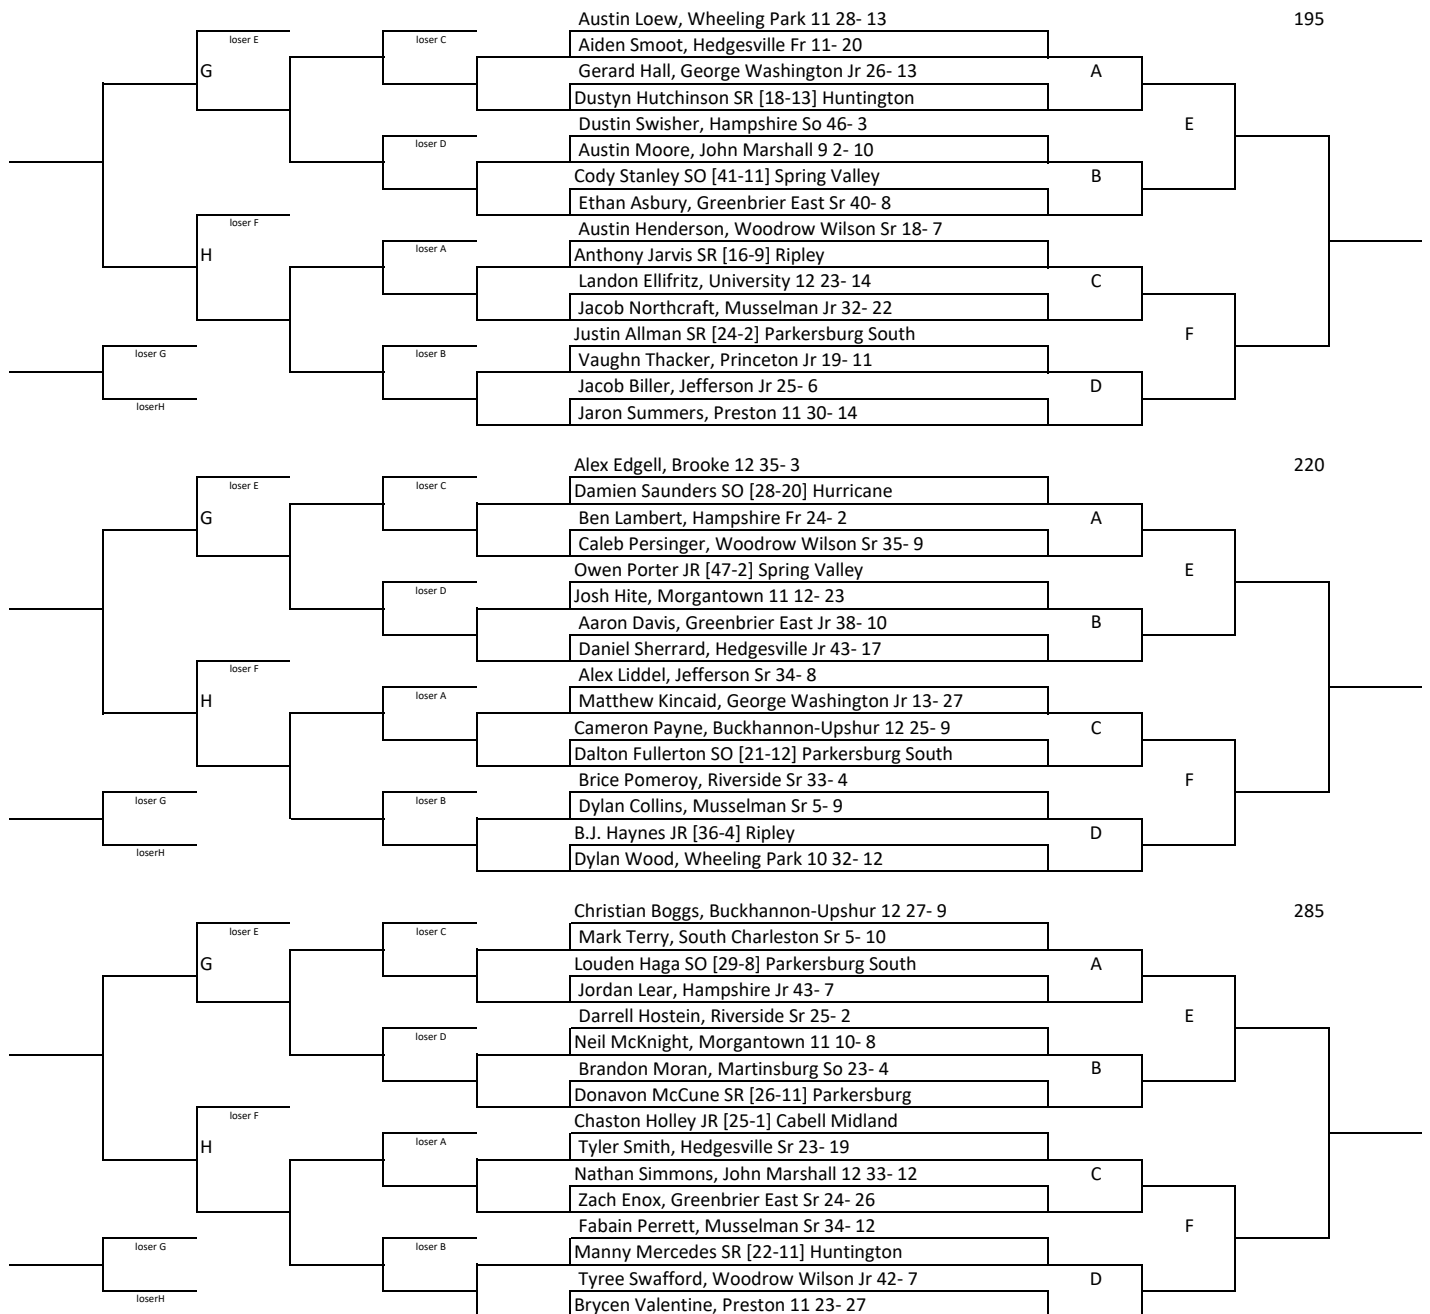 Austin Loew, Wheeling Park 11 28- 13 195
loser E loser C Aiden Smoot, Hedgesville Fr 11- 20
G Gerard Hall, George Washington Jr 26- 13 A
Dustyn Hutchinson SR [18-13] Huntington
Dustin Swisher, Hampshire So 46- 3 E
loser D Austin Moore, John Marshall 9 2- 10
Cody Stanley SO [41-11] Spring Valley B
Ethan Asbury, Greenbrier East Sr 40- 8
loser F Austin Henderson, Woodrow Wilson Sr 18- 7
H loser A Anthony Jarvis SR [16-9] Ripley
Landon Ellifritz, University 12 23- 14 C
Jacob Northcraft, Musselman Jr 32- 22
Justin Allman SR [24-2] Parkersburg South F
loser G loser B Vaughn Thacker, Princeton Jr 19- 11
Jacob Biller, Jefferson Jr 25- 6 D
loserH Jaron Summers, Preston 11 30- 14
Alex Edgell, Brooke 12 35- 3 220
loser E loser C Damien Saunders SO [28-20] Hurricane
G Ben Lambert, Hampshire Fr 24- 2 A
Caleb Persinger, Woodrow Wilson Sr 35- 9
Owen Porter JR [47-2] Spring Valley E
loser D Josh Hite, Morgantown 11 12- 23
Aaron Davis, Greenbrier East Jr 38- 10 B
Daniel Sherrard, Hedgesville Jr 43- 17
loser F Alex Liddel, Jefferson Sr 34- 8
H loser A Matthew Kincaid, George Washington Jr 13- 27
Cameron Payne, Buckhannon-Upshur 12 25- 9 C
Dalton Fullerton SO [21-12] Parkersburg South
Brice Pomeroy, Riverside Sr 33- 4 F
loser G loser B Dylan Collins, Musselman Sr 5- 9
B.J. Haynes JR [36-4] Ripley D
loserH Dylan Wood, Wheeling Park 10 32- 12
Christian Boggs, Buckhannon-Upshur 12 27- 9 285
loser E loser C Mark Terry, South Charleston Sr 5- 10
G Louden Haga SO [29-8] Parkersburg South A
Jordan Lear, Hampshire Jr 43- 7
Darrell Hostein, Riverside Sr 25- 2 E
loser D Neil McKnight, Morgantown 11 10- 8
Brandon Moran, Martinsburg So 23- 4 B
Donavon McCune SR [26-11] Parkersburg
loser F Chaston Holley JR [25-1] Cabell Midland
H loser A Tyler Smith, Hedgesville Sr 23- 19
Nathan Simmons, John Marshall 12 33- 12 C
Zach Enox, Greenbrier East Sr 24- 26
Fabain Perrett, Musselman Sr 34- 12 F
loser G loser B Manny Mercedes SR [22-11] Huntington
Tyree Swafford, Woodrow Wilson Jr 42- 7 D
loserH Brycen Valentine, Preston 11 23- 27